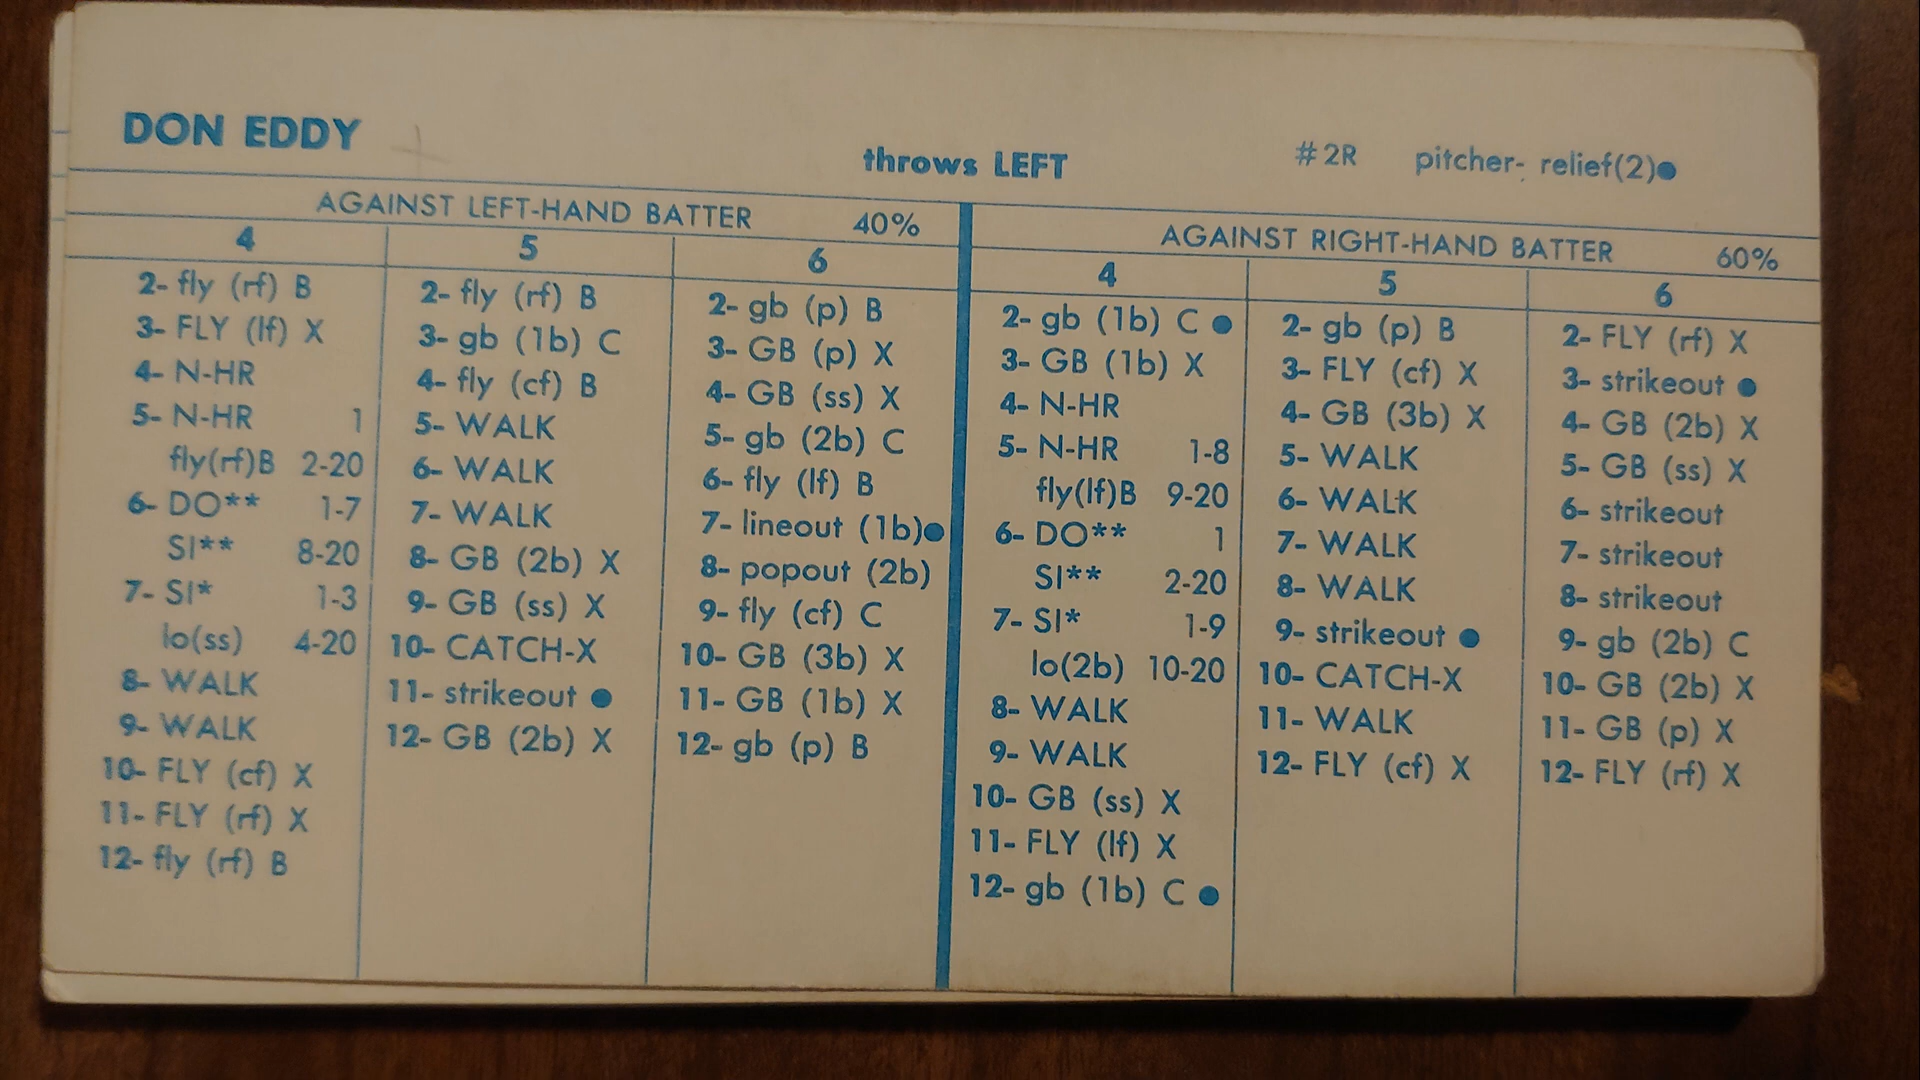 DON EDDY
throws LEFT
#2R pitcher- relief(2)●
AGAINST LEFT-HAND BATTER 40%
4
2- fly (rf) B
3- FLY (lf) X
4- N-HR
5- N-HR 1
fly(rf)B 2-20
6- DO** 1-7
SI** 8-20
7- SI* 1-3
lo(ss) 4-20
8- WALK
9- WALK
10- FLY (cf) X
11- FLY (rf) X
12- fly (rf) B
5
2- fly (rf) B
3- gb (1b) C
4- fly (cf) B
5- WALK
6- WALK
7- WALK
8- GB (2b) X
9- GB (ss) X
10- CATCH-X
11- strikeout ●
12- GB (2b) X
6
2- gb (p) B
3- GB (p) X
4- GB (ss) X
5- gb (2b) C
6- fly (lf) B
7- lineout (1b)●
8- popout (2b)
9- fly (cf) C
10- GB (3b) X
11- GB (1b) X
12- gb (p) B
AGAINST RIGHT-HAND BATTER 60%
4
2- gb (1b) C ●
3- GB (1b) X
4- N-HR
5- N-HR 1-8
fly(lf)B 9-20
6- DO** 1
SI** 2-20
7- SI* 1-9
lo(2b) 10-20
8- WALK
9- WALK
10- GB (ss) X
11- FLY (lf) X
12- gb (1b) C ●
5
2- gb (p) B
3- FLY (cf) X
4- GB (3b) X
5- WALK
6- WALK
7- WALK
8- WALK
9- strikeout ●
10- CATCH-X
11- WALK
12- FLY (cf) X
6
2- FLY (rf) X
3- strikeout ●
4- GB (2b) X
5- GB (ss) X
6- strikeout
7- strikeout
8- strikeout
9- gb (2b) C
10- GB (2b) X
11- GB (p) X
12- FLY (rf) X